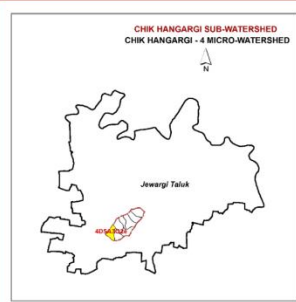 CHIK HANGARGI SUB-WATERSHED
CHIK HANGARGI - 4 MICRO-WATERSHED
N
Jewargi Taluk